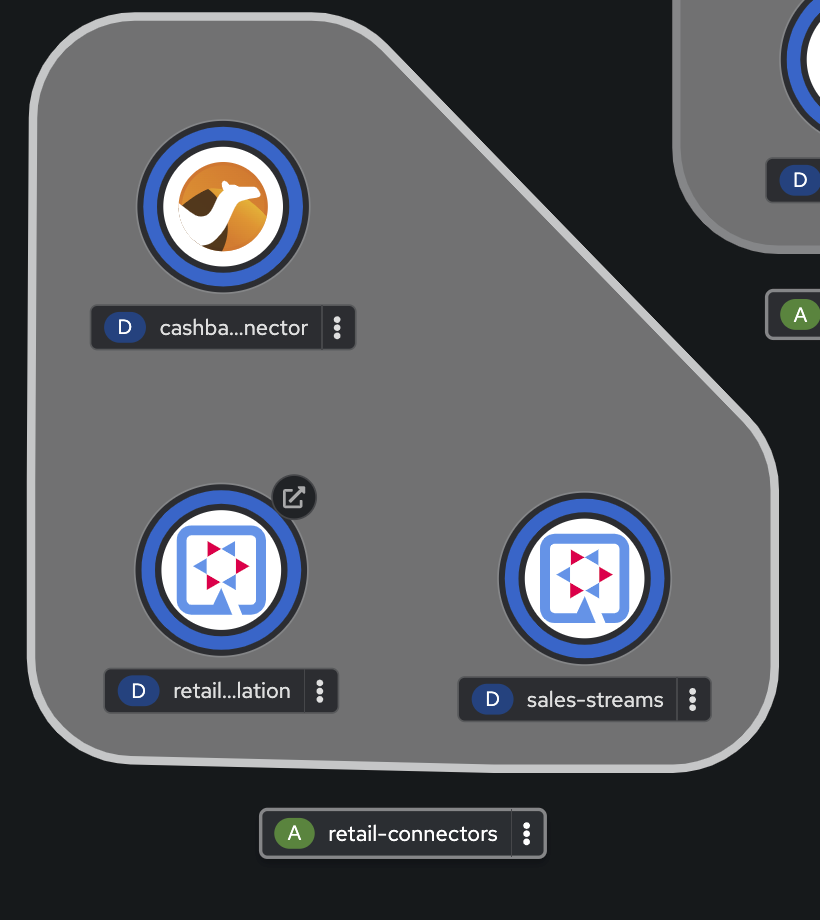 D
D cashba...nector
A
D retail...lation
D sales-streams
A retail-connectors